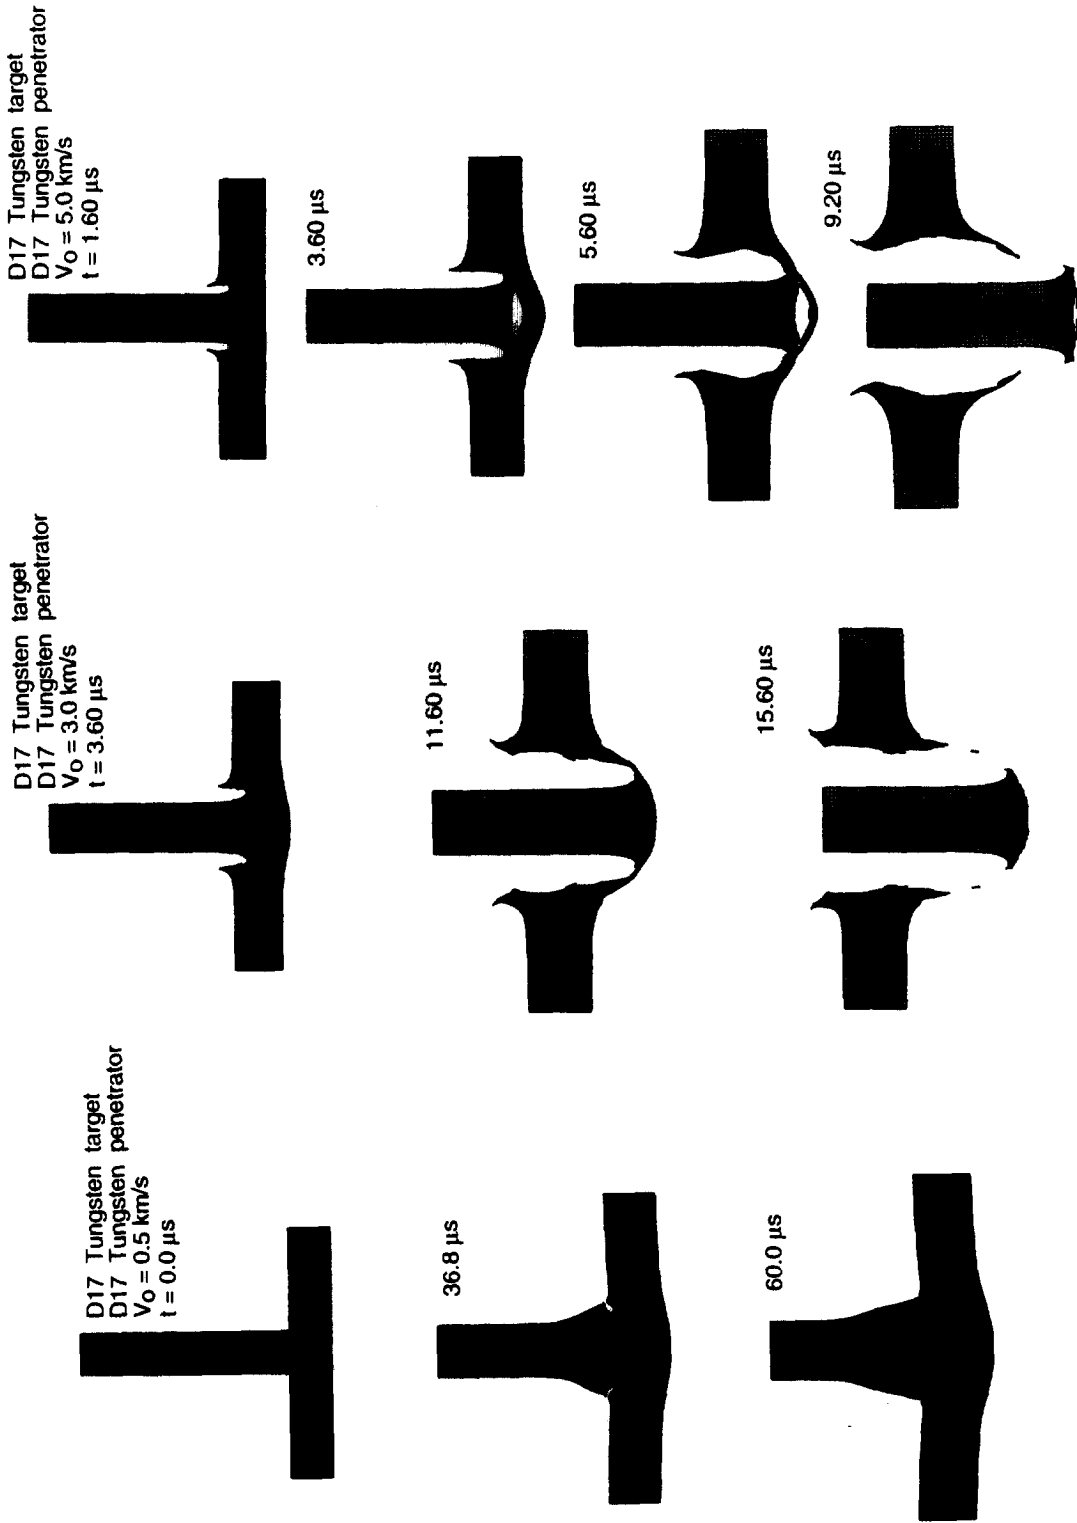 D17 Tungsten target
D17 Tungsten penetrator
Vo = 0.5 km/s
t = 0.0 µs
36.8 µs
60.0 µs
D17 Tungsten target
D17 Tungsten penetrator
Vo = 3.0 km/s
t = 3.60 µs
11.60 µs
15.60 µs
D17 Tungsten target
D17 Tungsten penetrator
Vo = 5.0 km/s
t = 1.60 µs
3.60 µs
5.60 µs
9.20 µs